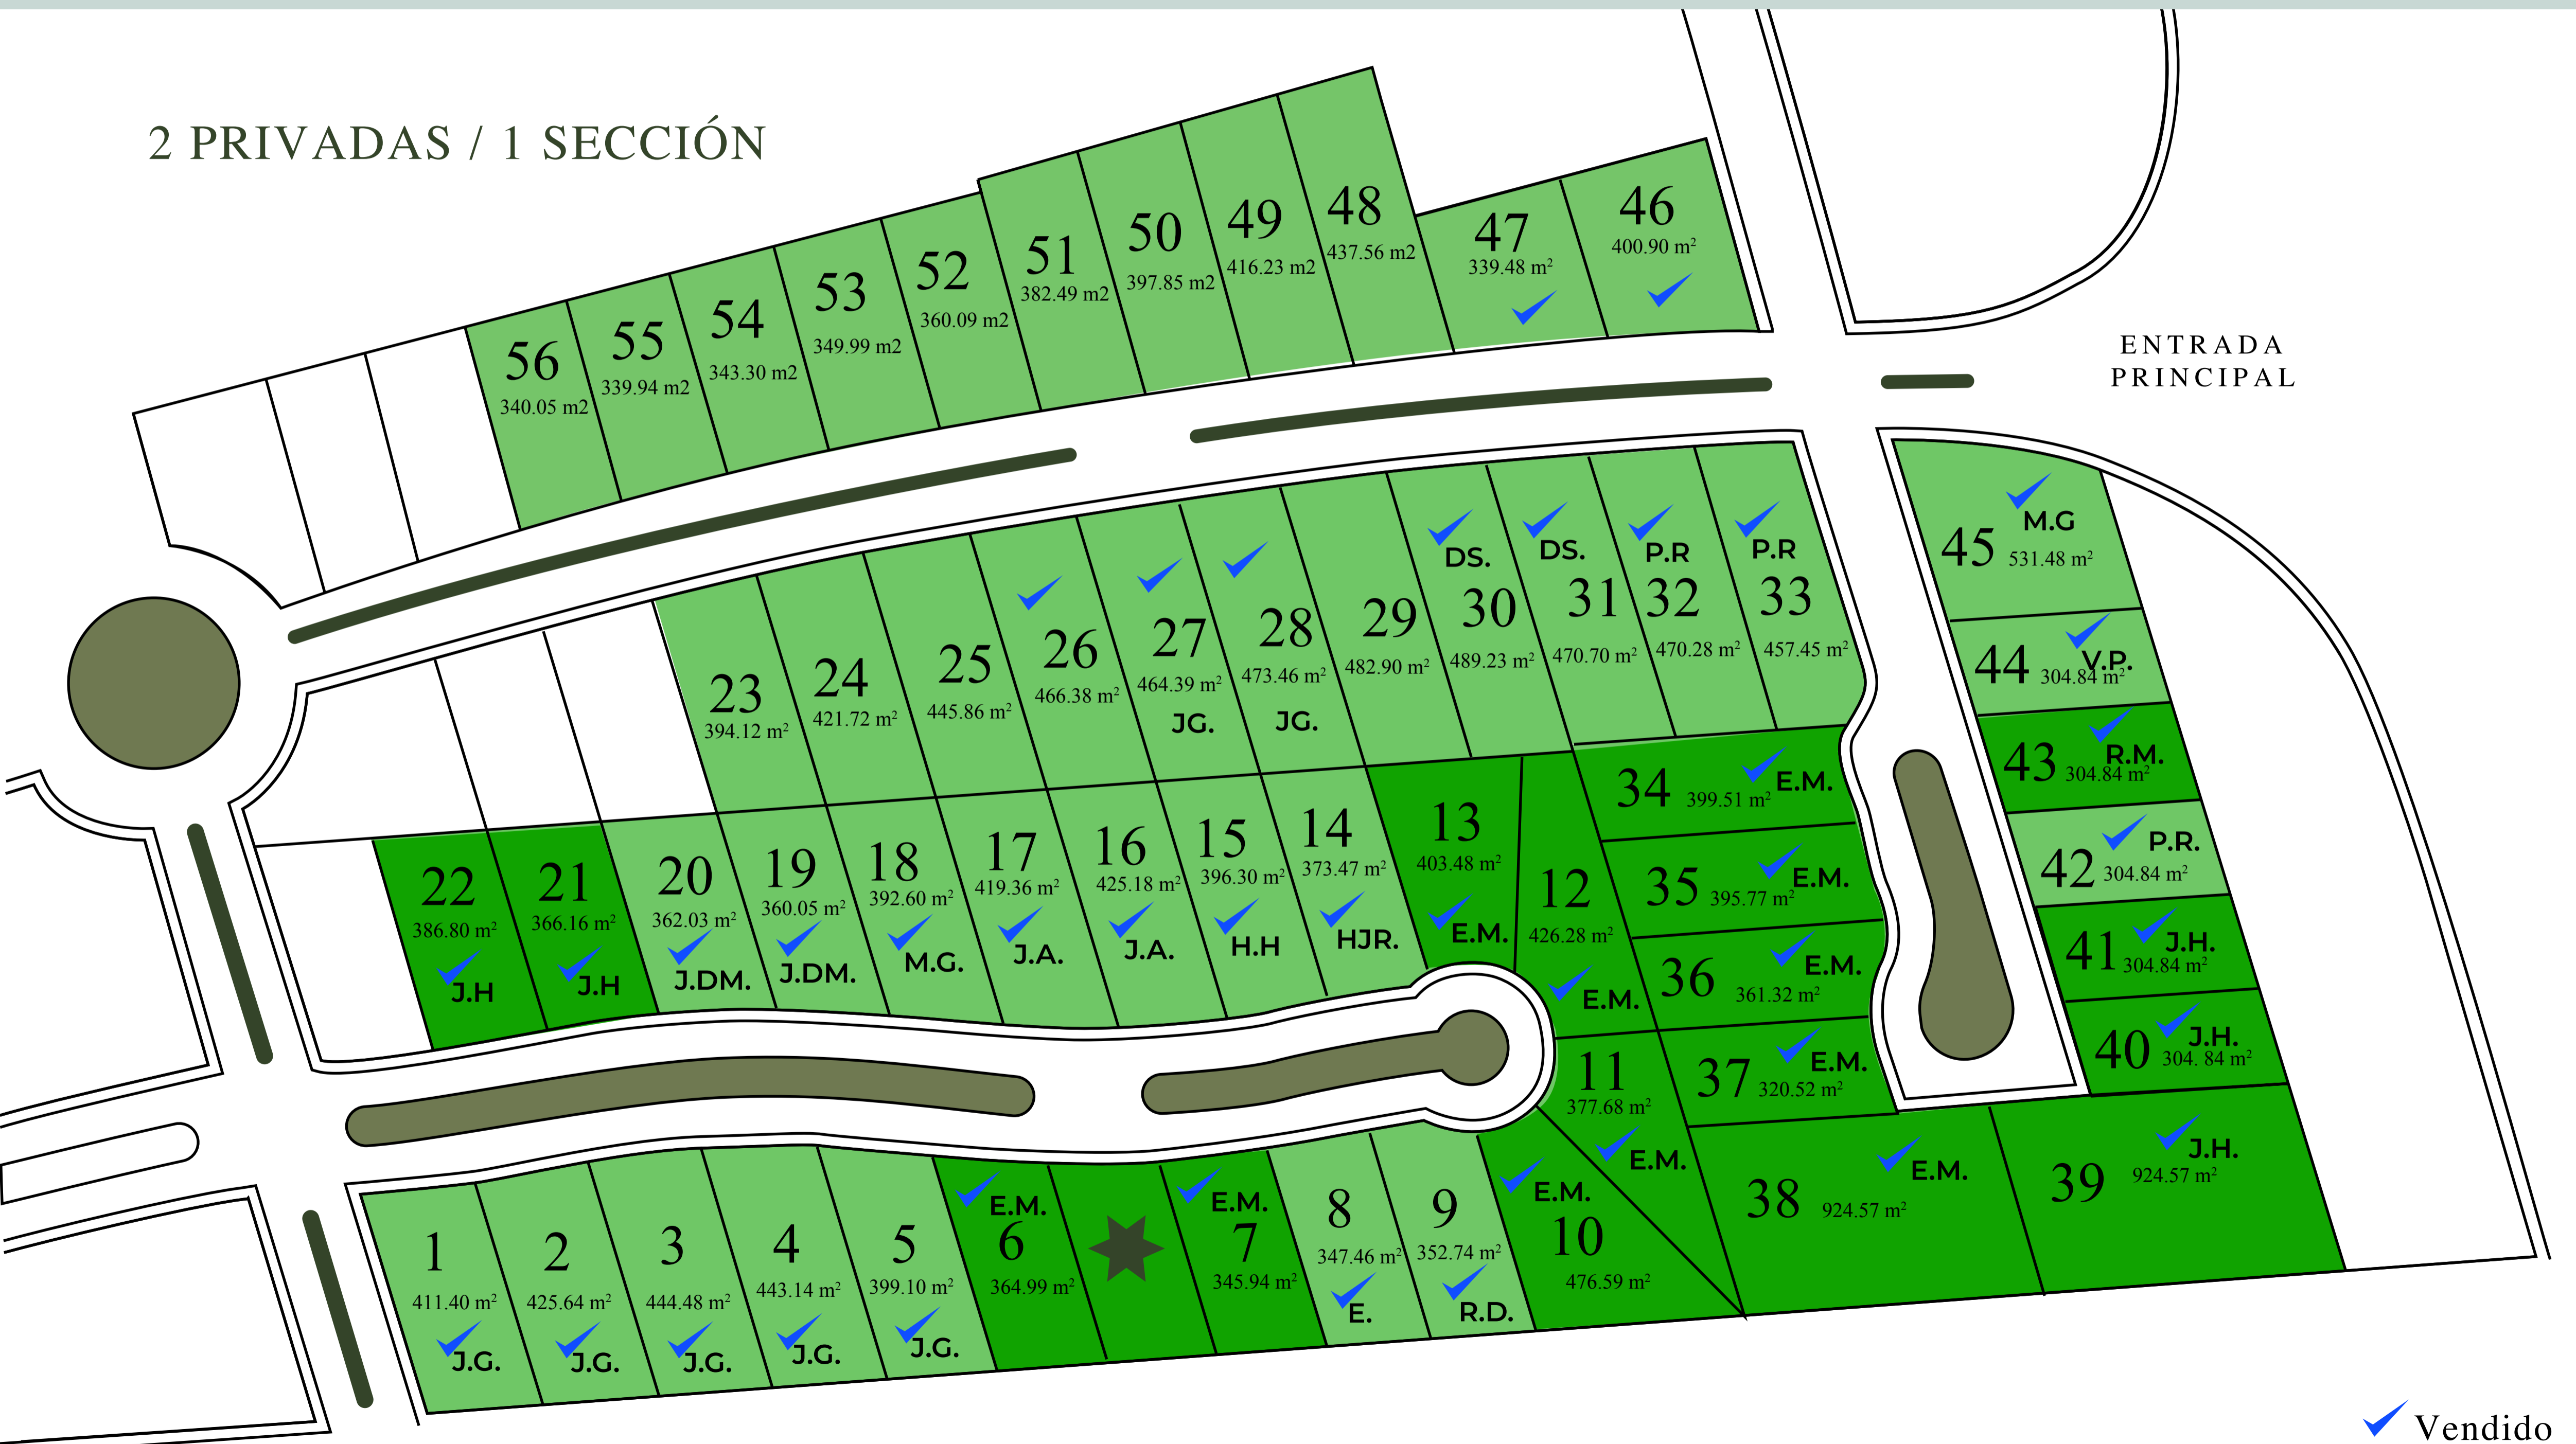 2 PRIVADAS / 1 SECCIÓN
ENTRADA
PRINCIPAL
56
340.05 m2
55
339.94 m2
54
343.30 m2
53
349.99 m2
52
360.09 m2
51
382.49 m2
50
397.85 m2
49
416.23 m2
48
437.56 m2
47
339.48 m²
46
400.90 m²
23
394.12 m²
24
421.72 m²
25
445.86 m²
26
466.38 m²
27
464.39 m²
JG.
28
473.46 m²
JG.
29
482.90 m²
DS.
30
489.23 m²
DS.
31
470.70 m²
P.R
32
470.28 m²
P.R
33
457.45 m²
M.G
45 531.48 m²
V.P.
44 304.84 m²
R.M.
43 304.84 m²
P.R.
42 304.84 m²
J.H.
41 304.84 m²
J.H.
40 304. 84 m²
J.H.
39 924.57 m²
22
386.80 m²
J.H
21
366.16 m²
J.H
20
362.03 m²
J.DM.
19
360.05 m²
J.DM.
18
392.60 m²
M.G.
17
419.36 m²
J.A.
16
425.18 m²
J.A.
15
396.30 m²
H.H
14
373.47 m²
HJR.
13
403.48 m²
E.M.
12
426.28 m²
E.M.
34 399.51 m² E.M.
35 395.77 m² E.M.
36 361.32 m² E.M.
37 320.52 m² E.M.
38 924.57 m² E.M.
11
377.68 m²
E.M.
1
411.40 m²
J.G.
2
425.64 m²
J.G.
3
444.48 m²
J.G.
4
443.14 m²
J.G.
5
399.10 m²
J.G.
E.M.
6
364.99 m²
E.M.
7
345.94 m²
8
347.46 m²
E.
9
352.74 m²
R.D.
E.M.
10
476.59 m²
Vendido